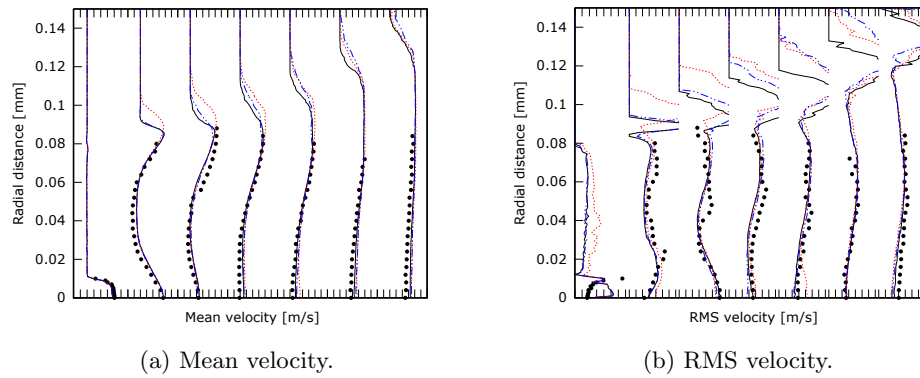 0.14
0.12
0.1
0.08
0.06
0.04
0.02
0
Radial distance [mm]
Mean velocity [m/s]
(a) Mean velocity.
0.14
0.12
0.1
0.08
0.06
0.04
0.02
0
Radial distance [mm]
RMS velocity [m/s]
(b) RMS velocity.